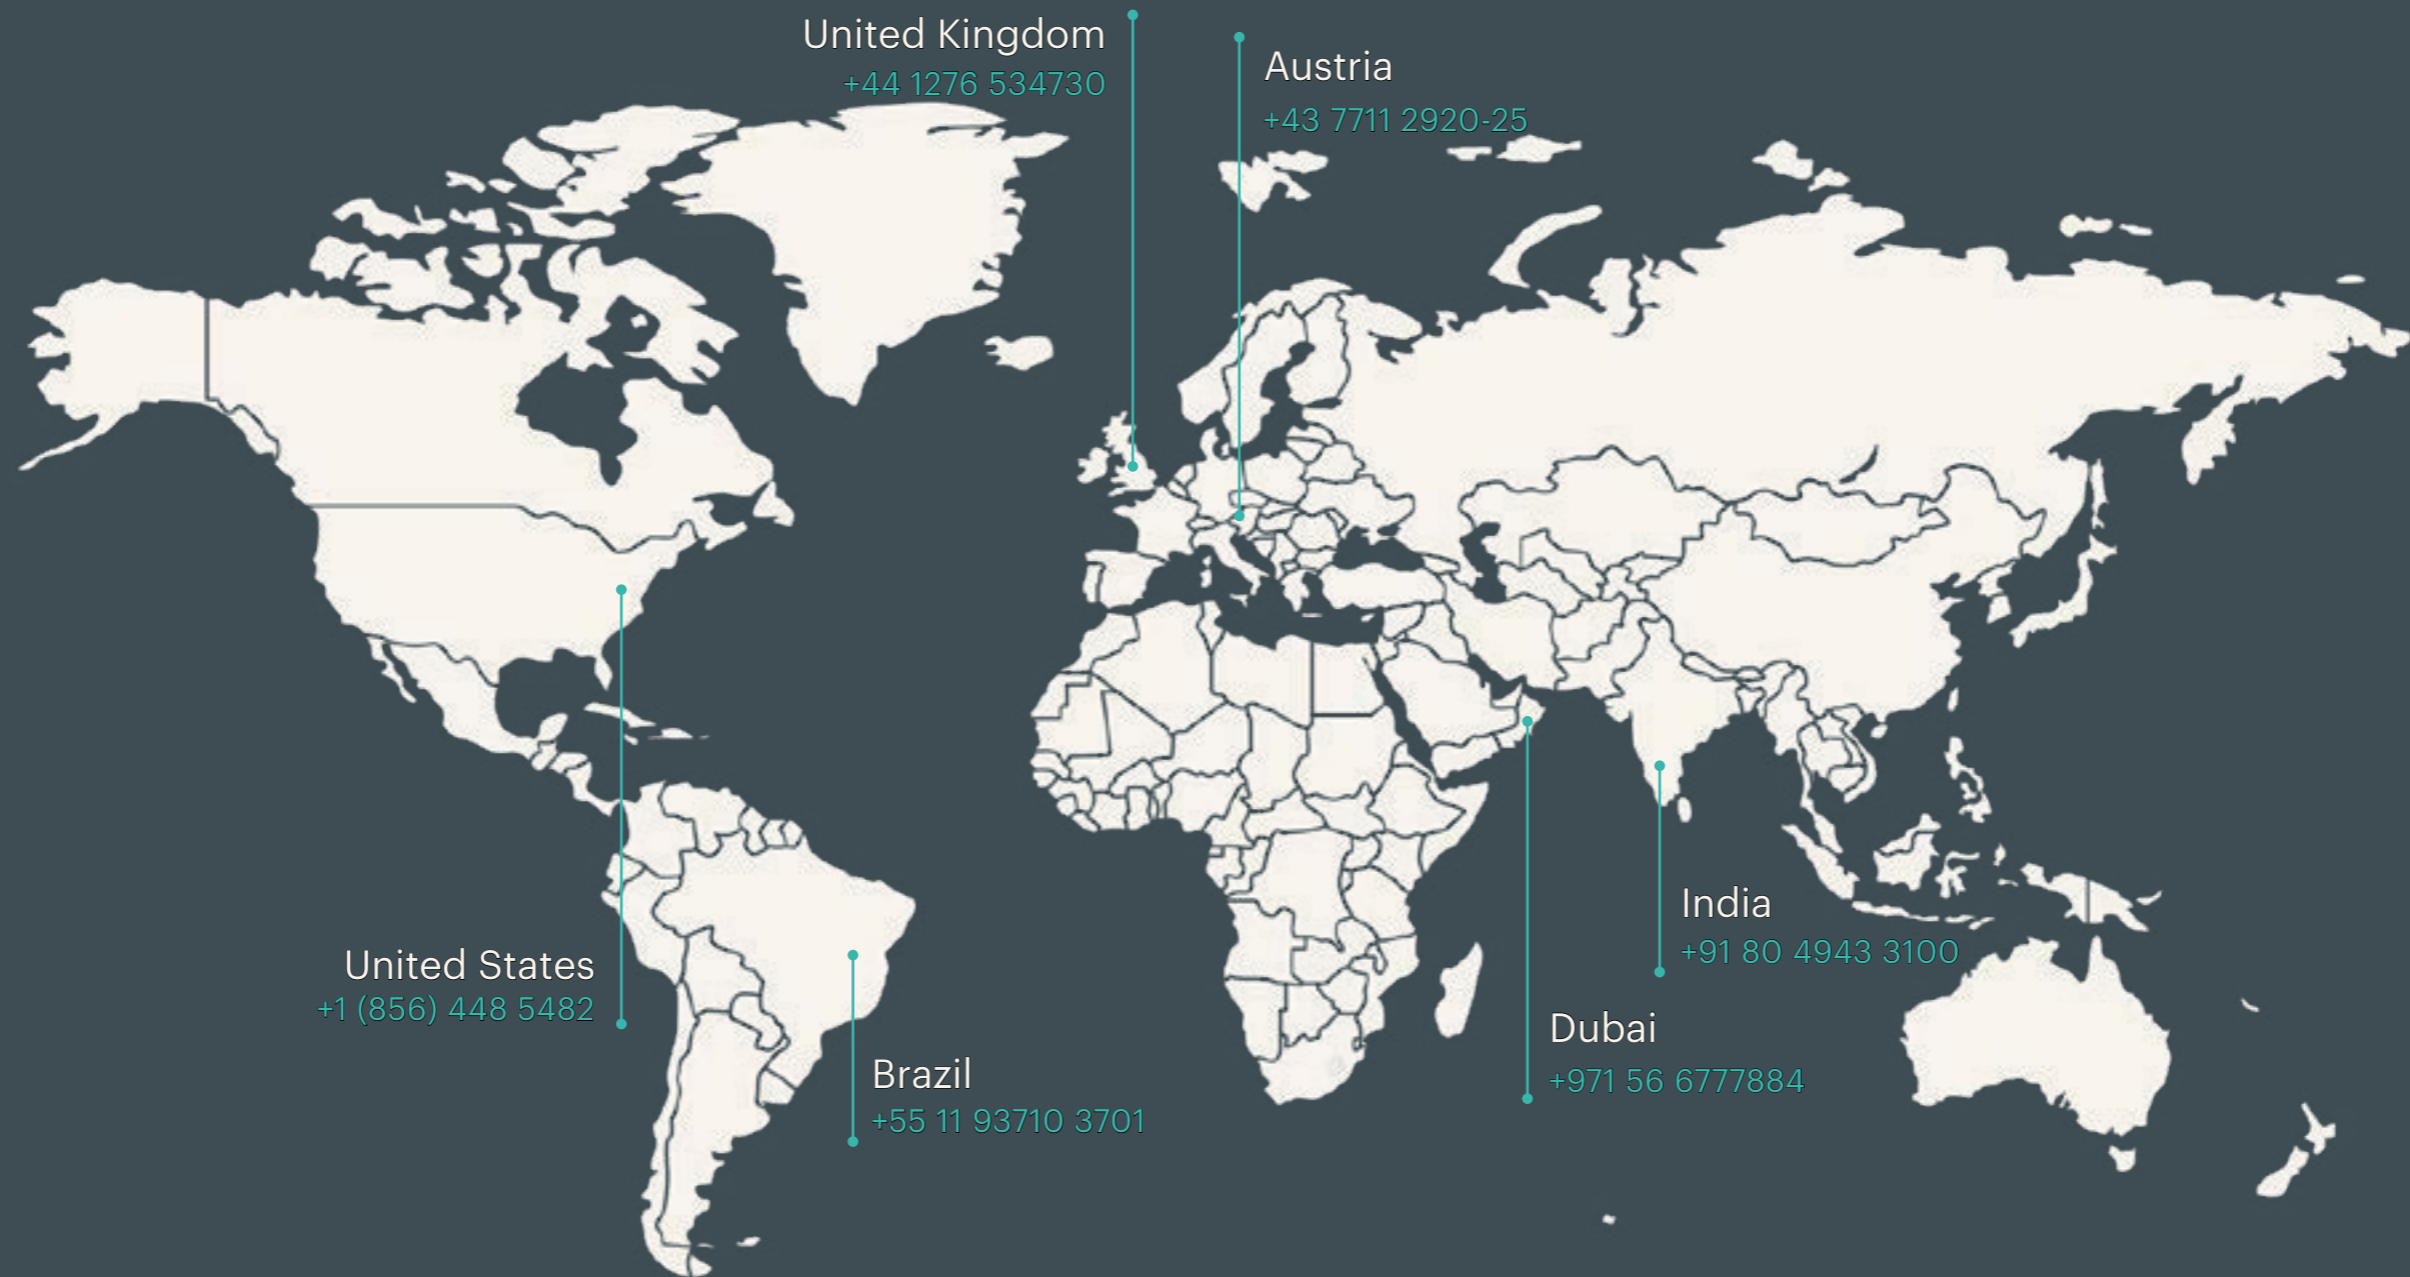 United Kingdom
+44 1276 534730
Austria
+43 7711 2920-25
United States
+1 (856) 448 5482
Brazil
+55 11 93710 3701
India
+91 80 4943 3100
Dubai
+971 56 6777884